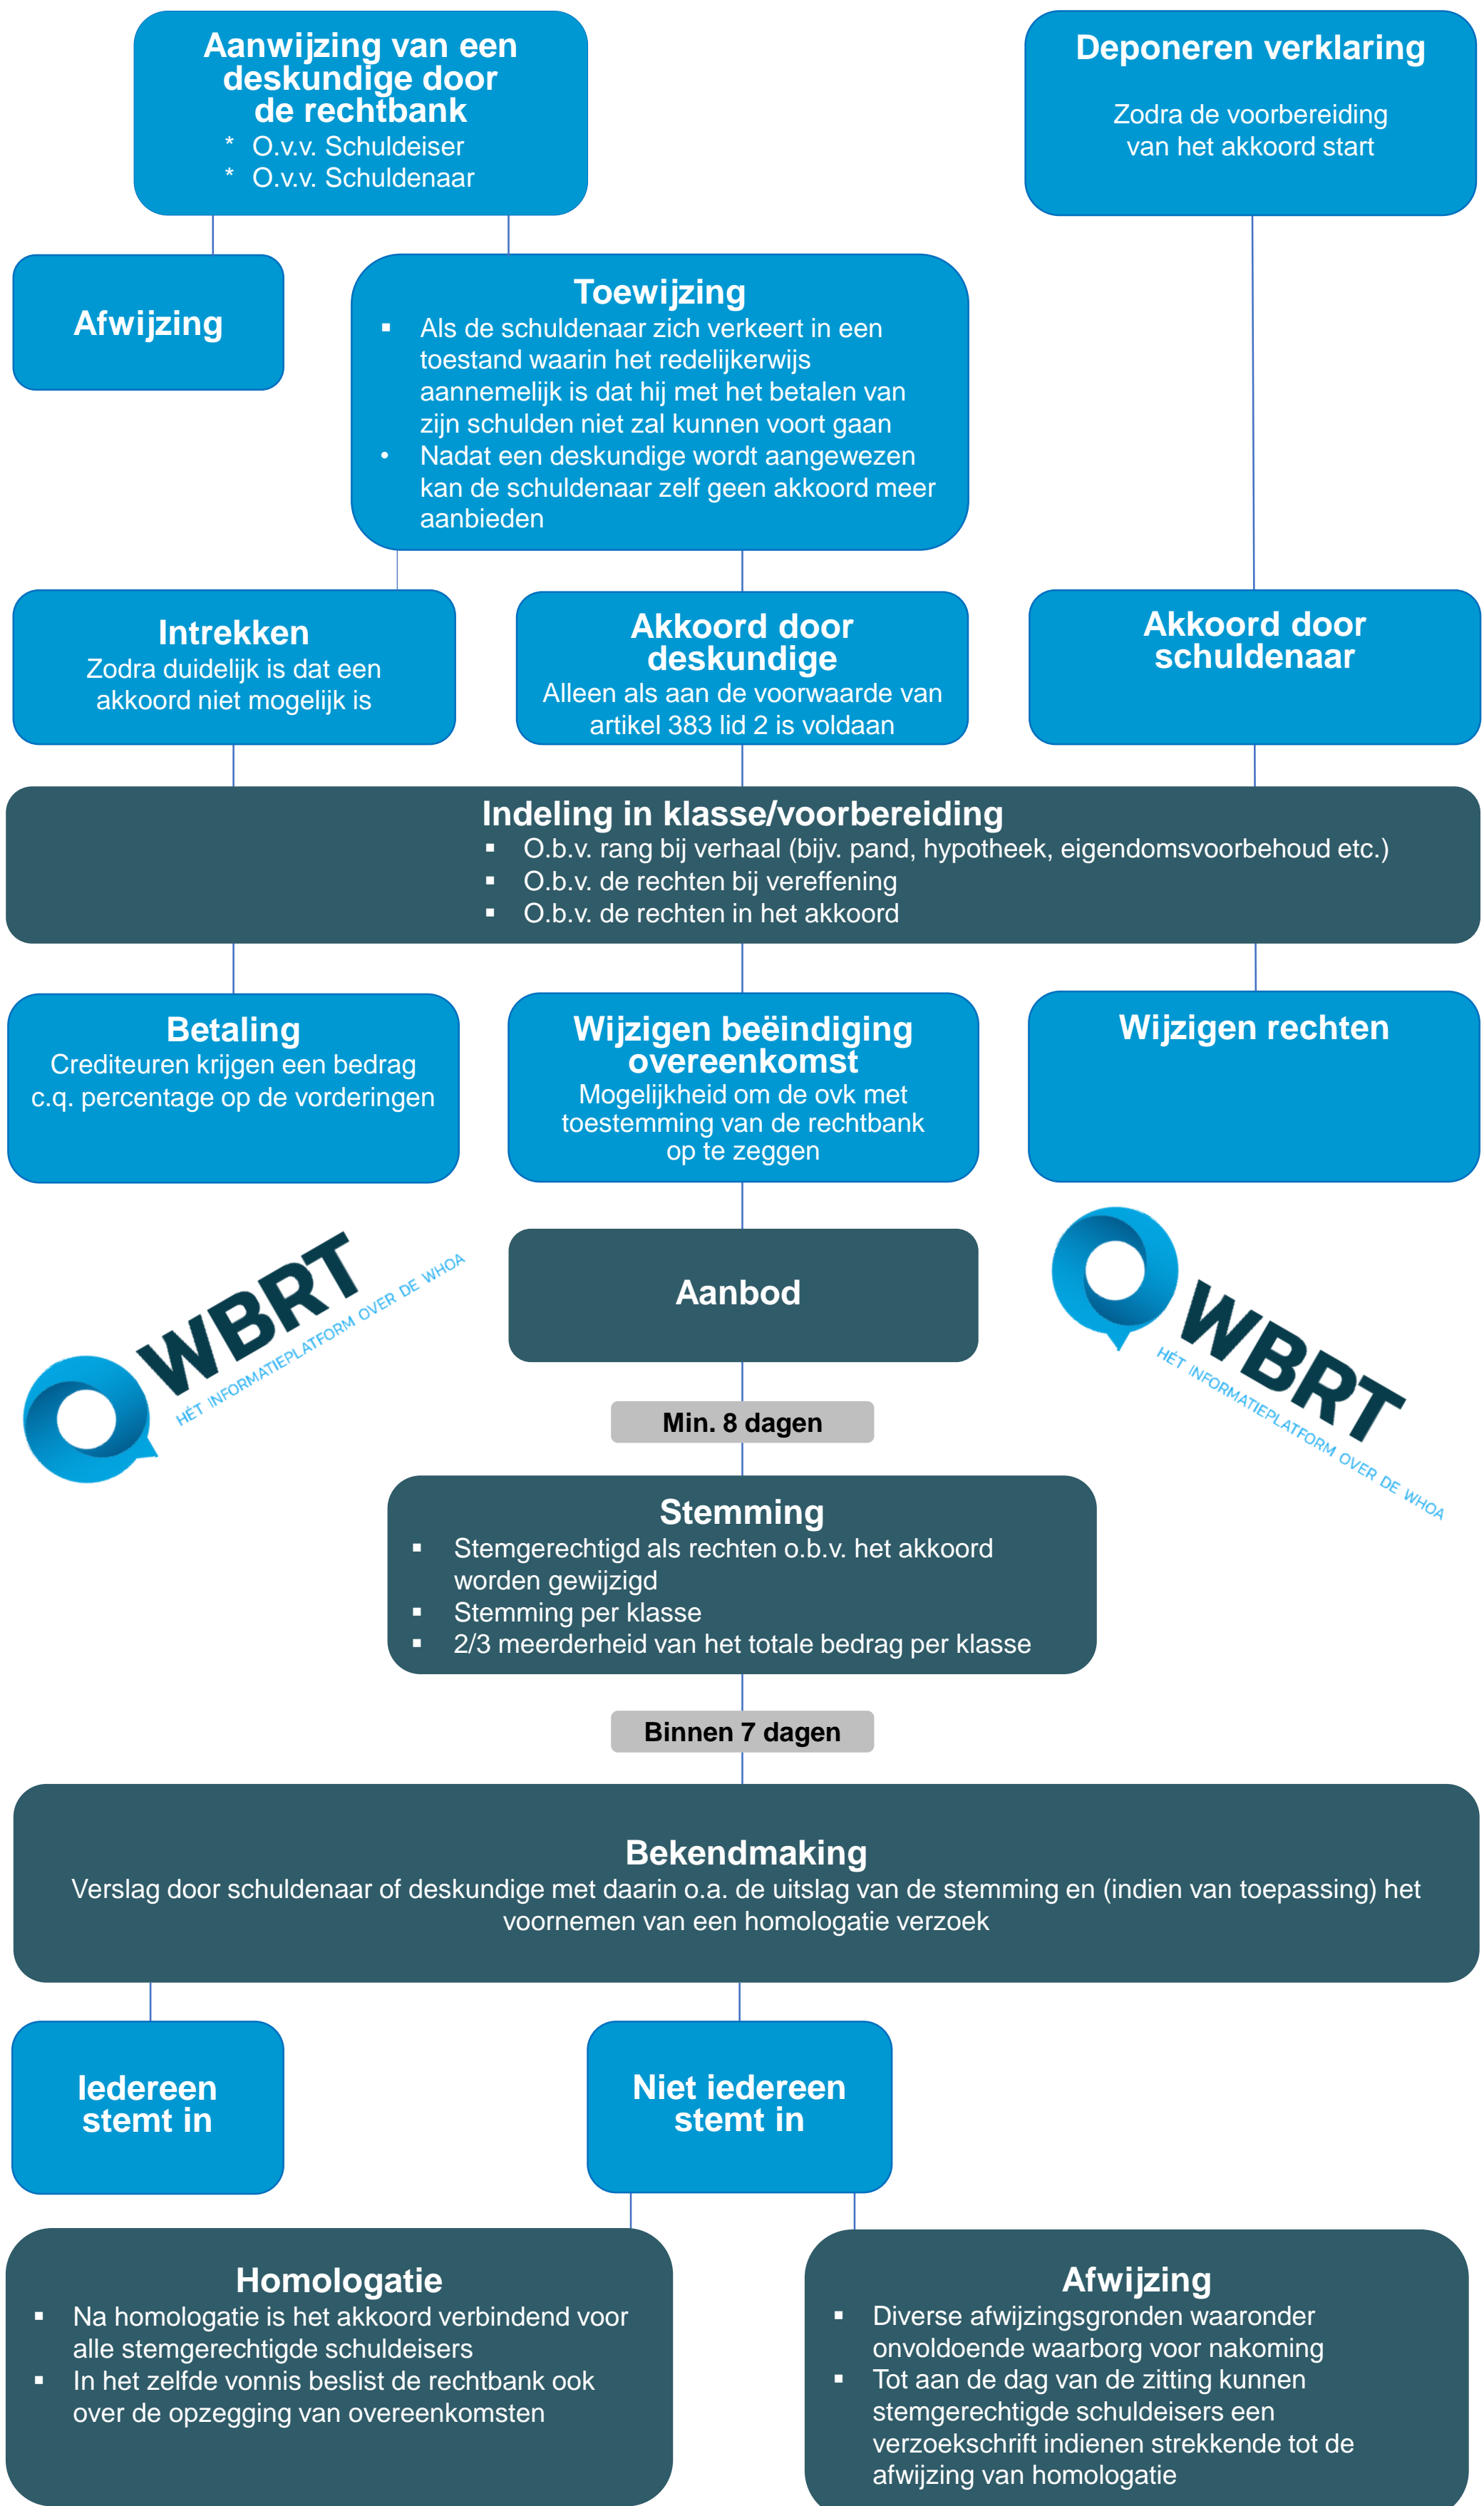 Aanwijzing van een
deskundige door
de rechtbank
* O.v.v. Schuldeiser
* O.v.v. Schuldenaar
Deponeren verklaring
Zodra de voorbereiding
van het akkoord start
Afwijzing
Toewijzing
▪ Als de schuldenaar zich verkeert in een
toestand waarin het redelijkerwijs
aannemelijk is dat hij met het betalen van
zijn schulden niet zal kunnen voort gaan
• Nadat een deskundige wordt aangewezen
kan de schuldenaar zelf geen akkoord meer
aanbieden
Intrekken
Zodra duidelijk is dat een
akkoord niet mogelijk is
Akkoord door
deskundige
Alleen als aan de voorwaarde van
artikel 383 lid 2 is voldaan
Akkoord door
schuldenaar
Indeling in klasse/voorbereiding
▪ O.b.v. rang bij verhaal (bijv. pand, hypotheek, eigendomsvoorbehoud etc.)
▪ O.b.v. de rechten bij vereffening
▪ O.b.v. de rechten in het akkoord
Betaling
Crediteuren krijgen een bedrag
c.q. percentage op de vorderingen
Wijzigen beëindiging
overeenkomst
Mogelijkheid om de ovk met
toestemming van de rechtbank
op te zeggen
Wijzigen rechten
WBRT
HÉT INFORMATIEPLATFORM OVER DE WHOA
Aanbod
WBRT
HÉT INFORMATIEPLATFORM OVER DE WHOA
Min. 8 dagen
Stemming
▪ Stemgerechtigd als rechten o.b.v. het akkoord
worden gewijzigd
▪ Stemming per klasse
▪ 2/3 meerderheid van het totale bedrag per klasse
Binnen 7 dagen
Bekendmaking
Verslag door schuldenaar of deskundige met daarin o.a. de uitslag van de stemming en (indien van toepassing) het
voornemen van een homologatie verzoek
Iedereen
stemt in
Niet iedereen
stemt in
Homologatie
▪ Na homologatie is het akkoord verbindend voor
alle stemgerechtigde schuldeisers
▪ In het zelfde vonnis beslist de rechtbank ook
over de opzegging van overeenkomsten
Afwijzing
▪ Diverse afwijzingsgronden waaronder
onvoldoende waarborg voor nakoming
▪ Tot aan de dag van de zitting kunnen
stemgerechtigde schuldeisers een
verzoekschrift indienen strekkende tot de
afwijzing van homologatie